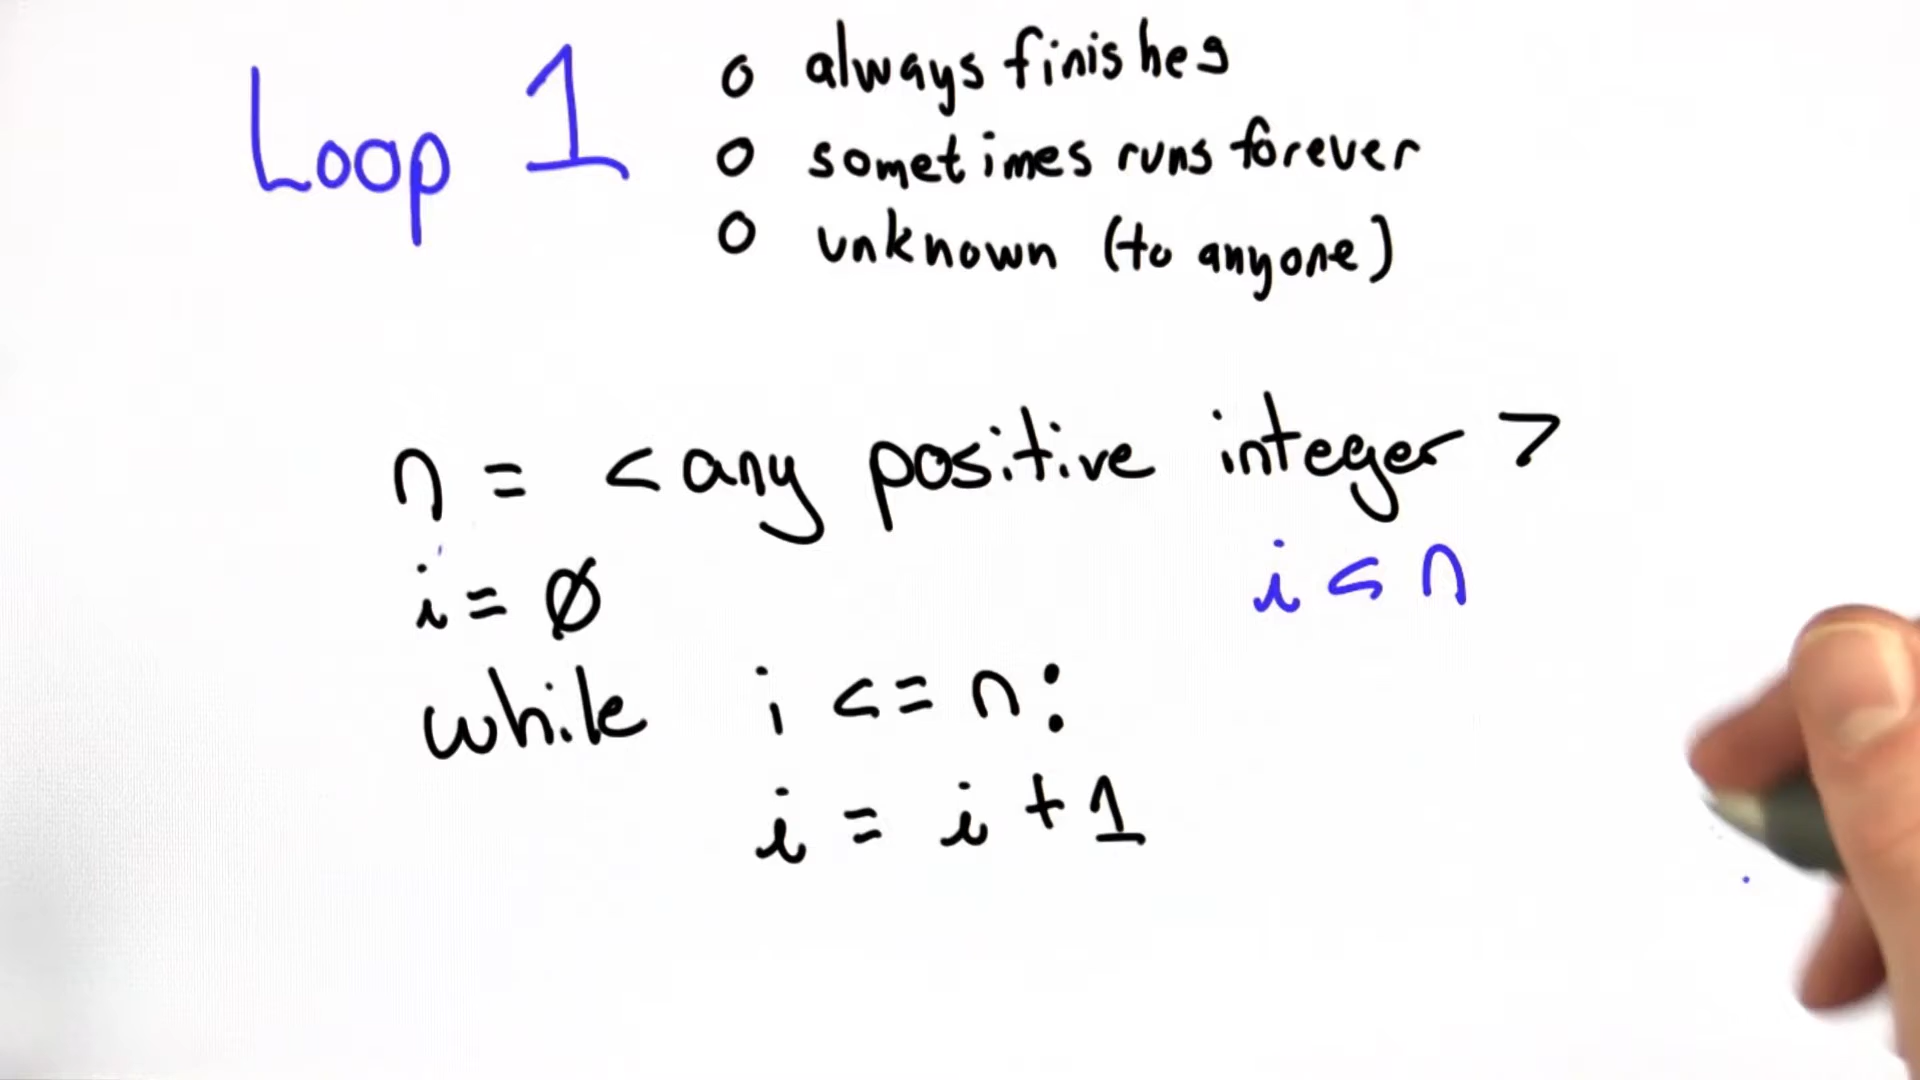 Loop 1
o always finishes
o sometimes runs forever
o unknown (to anyone)
n = <any positive integer>
i = 0
i < n
while i <= n:
i = i + 1